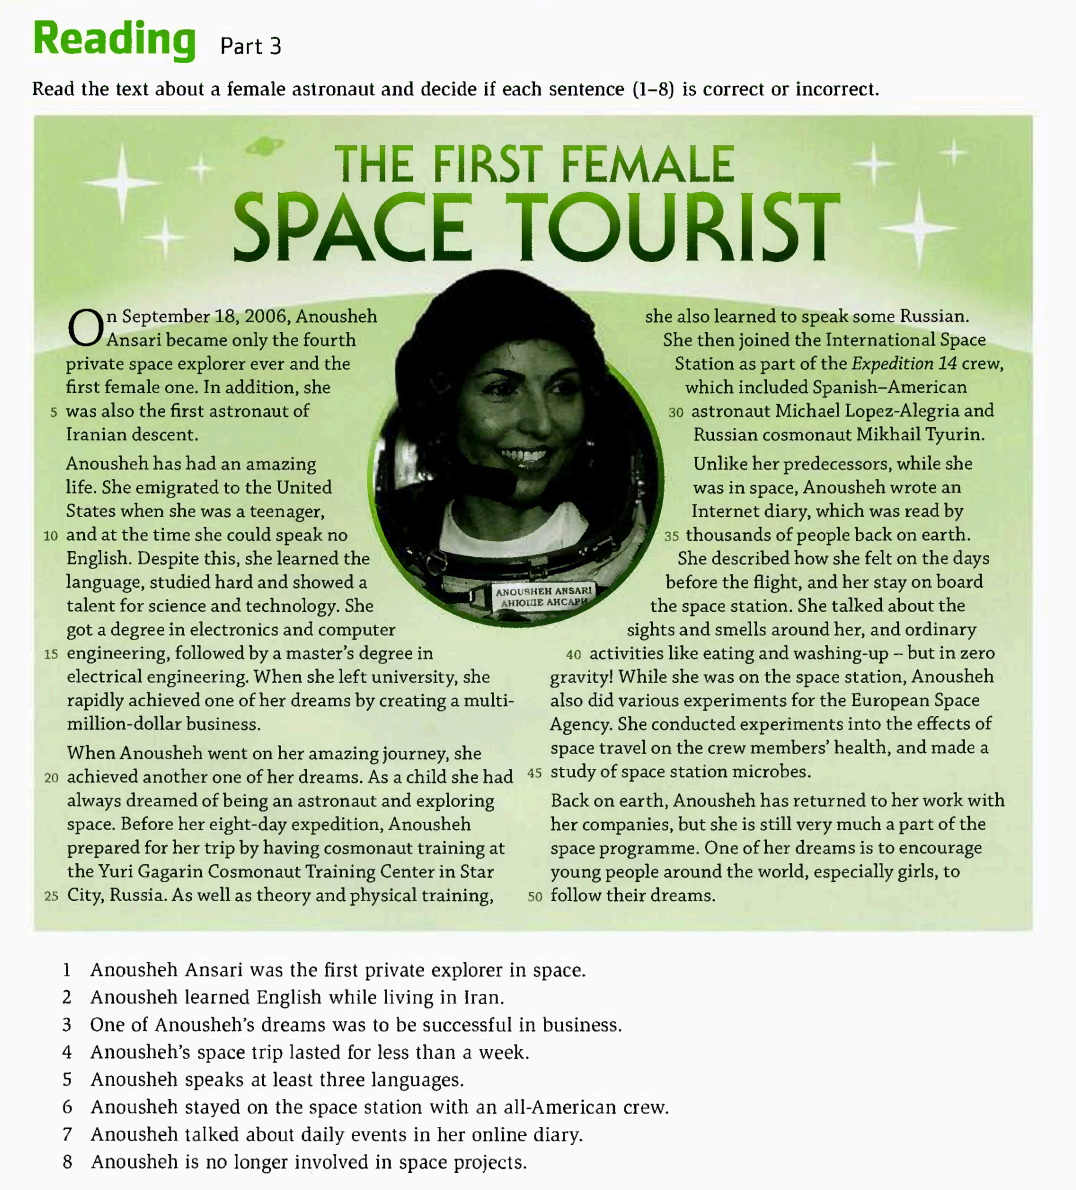 Reading Part 3
Read the text about a female astronaut and decide if each sentence (1–8) is correct or incorrect.
THE FIRST FEMALE
SPACE TOURIST
On September 18, 2006, Anousheh
Ansari became only the fourth
private space explorer ever and the
first female one. In addition, she
5 was also the first astronaut of
Iranian descent.
Anousheh has had an amazing
life. She emigrated to the United
States when she was a teenager,
10 and at the time she could speak no
English. Despite this, she learned the
language, studied hard and showed a
talent for science and technology. She
got a degree in electronics and computer
15 engineering, followed by a master's degree in
electrical engineering. When she left university, she
rapidly achieved one of her dreams by creating a multi-
million-dollar business.
When Anousheh went on her amazing journey, she
20 achieved another one of her dreams. As a child she had
always dreamed of being an astronaut and exploring
space. Before her eight-day expedition, Anousheh
prepared for her trip by having cosmonaut training at
the Yuri Gagarin Cosmonaut Training Center in Star
25 City, Russia. As well as theory and physical training,
she also learned to speak some Russian.
She then joined the International Space
Station as part of the Expedition 14 crew,
which included Spanish–American
30 astronaut Michael Lopez-Alegria and
Russian cosmonaut Mikhail Tyurin.
Unlike her predecessors, while she
was in space, Anousheh wrote an
Internet diary, which was read by
35 thousands of people back on earth.
She described how she felt on the days
before the flight, and her stay on board
the space station. She talked about the
sights and smells around her, and ordinary
40 activities like eating and washing-up – but in zero
gravity! While she was on the space station, Anousheh
also did various experiments for the European Space
Agency. She conducted experiments into the effects of
space travel on the crew members' health, and made a
45 study of space station microbes.
Back on earth, Anousheh has returned to her work with
her companies, but she is still very much a part of the
space programme. One of her dreams is to encourage
young people around the world, especially girls, to
50 follow their dreams.
ANOUSHEH ANSARI
1 Anousheh Ansari was the first private explorer in space.
2 Anousheh learned English while living in Iran.
3 One of Anousheh's dreams was to be successful in business.
4 Anousheh's space trip lasted for less than a week.
5 Anousheh speaks at least three languages.
6 Anousheh stayed on the space station with an all-American crew.
7 Anousheh talked about daily events in her online diary.
8 Anousheh is no longer involved in space projects.